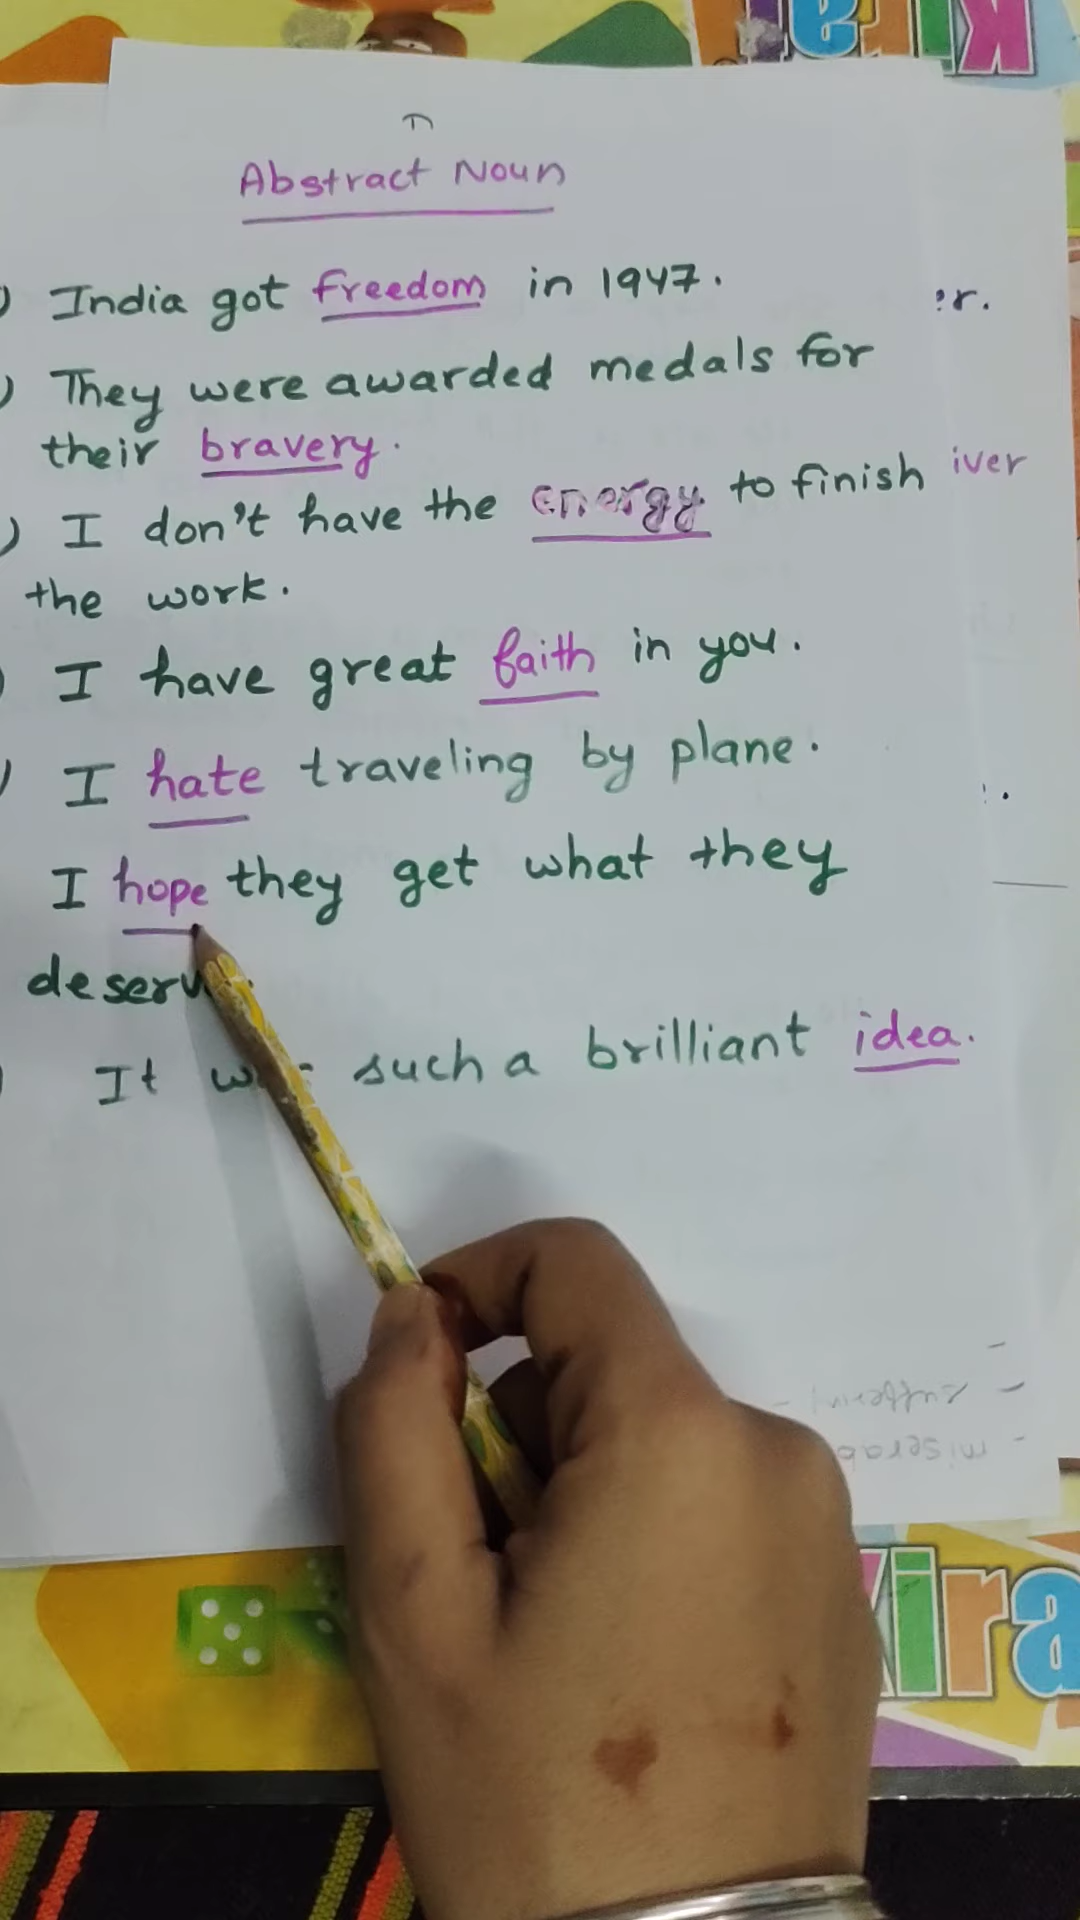 Abstract Noun
India got freedom in 1947.
They were awarded medals for
their bravery.
I don't have the energy to finish
the work.
I have great faith in you.
I hate traveling by plane.
I hope they get what they
It such a brilliant idea.